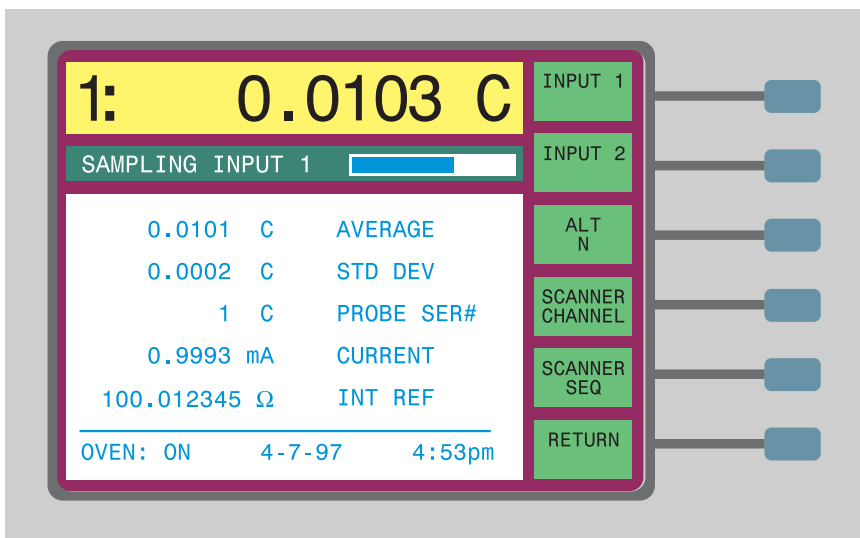 1: 0.0103 C
SAMPLING INPUT 1
0.0101 C AVERAGE
0.0002 C STD DEV
1 C PROBE SER#
0.9993 mA CURRENT
100.012345 Ω INT REF
OVEN: ON 4-7-97 4:53pm
INPUT 1
INPUT 2
ALT
N
SCANNER
CHANNEL
SCANNER
SEQ
RETURN